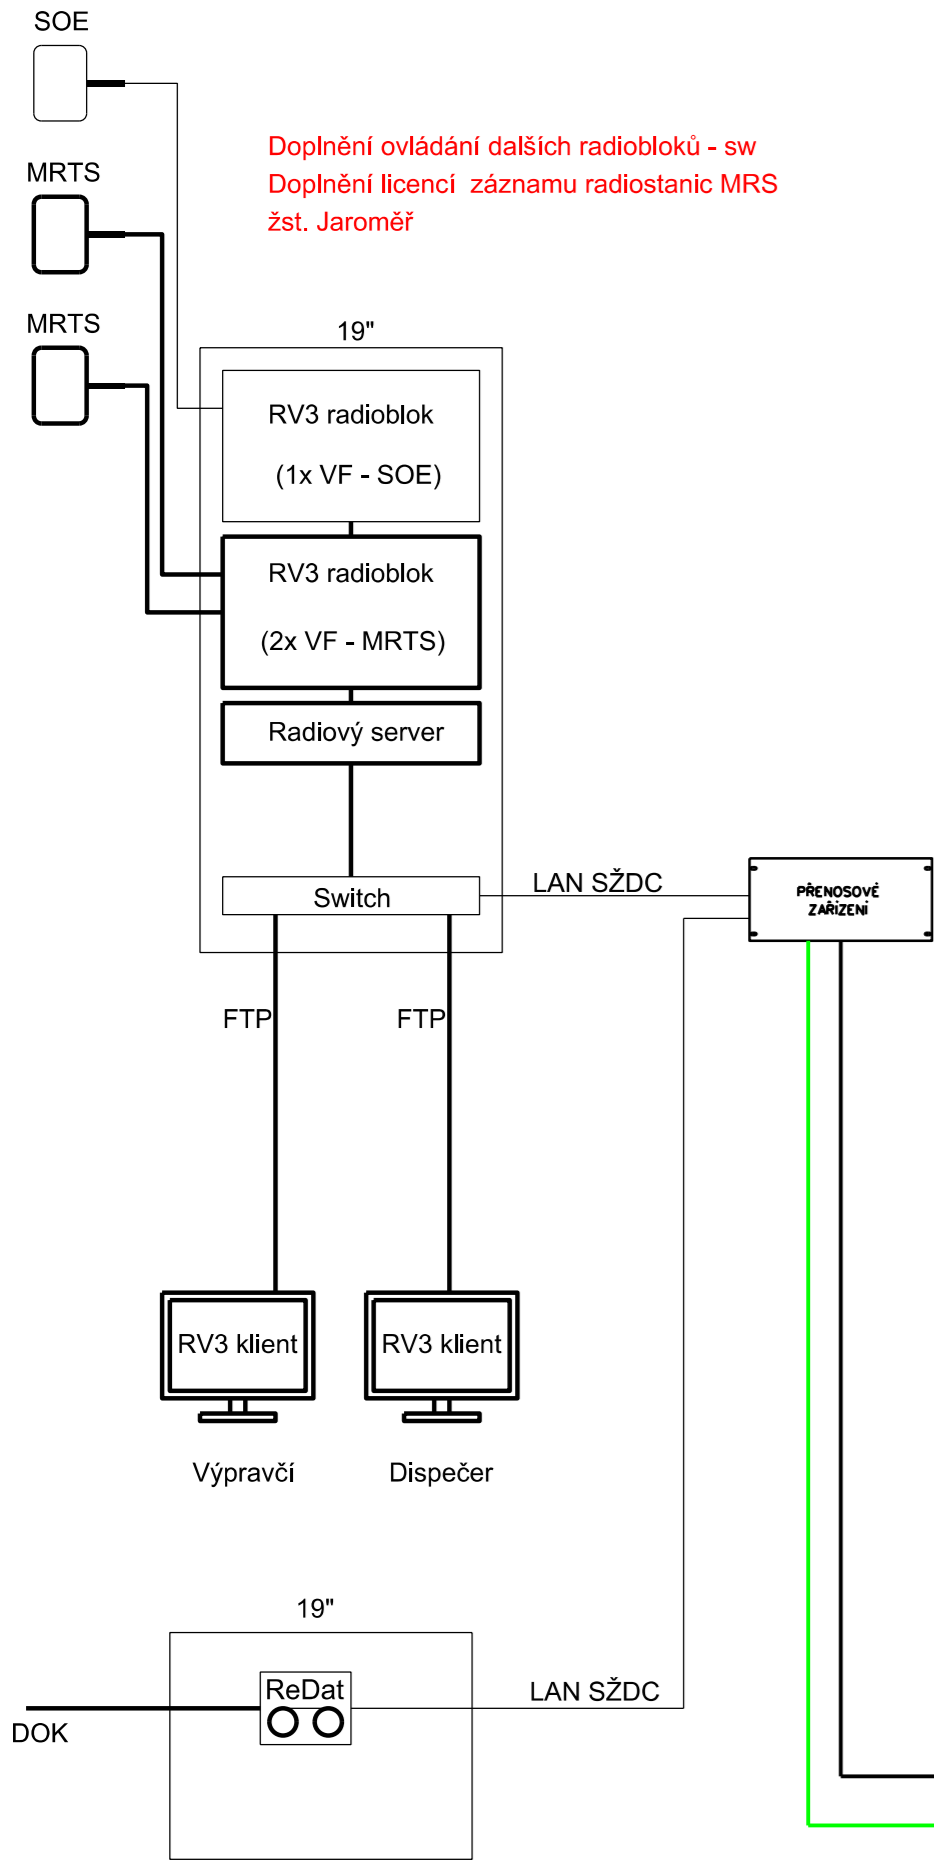 SOE
MRTS
MRTS
Doplnění ovládání dalších radiobloků - sw
Doplnění licencí  záznamu radiostanic MRS
žst. Jaroměř
19"
RV3 radioblok
(1x VF - SOE)
RV3 radioblok
(2x VF - MRTS)
Radiový server
Switch
LAN SŽDC
PŘENOSOVÉ
ZAŘIZENÍ
FTP
FTP
RV3 klient
RV3 klient
Výpravčí
Dispečer
19"
ReDat
LAN SŽDC
DOK